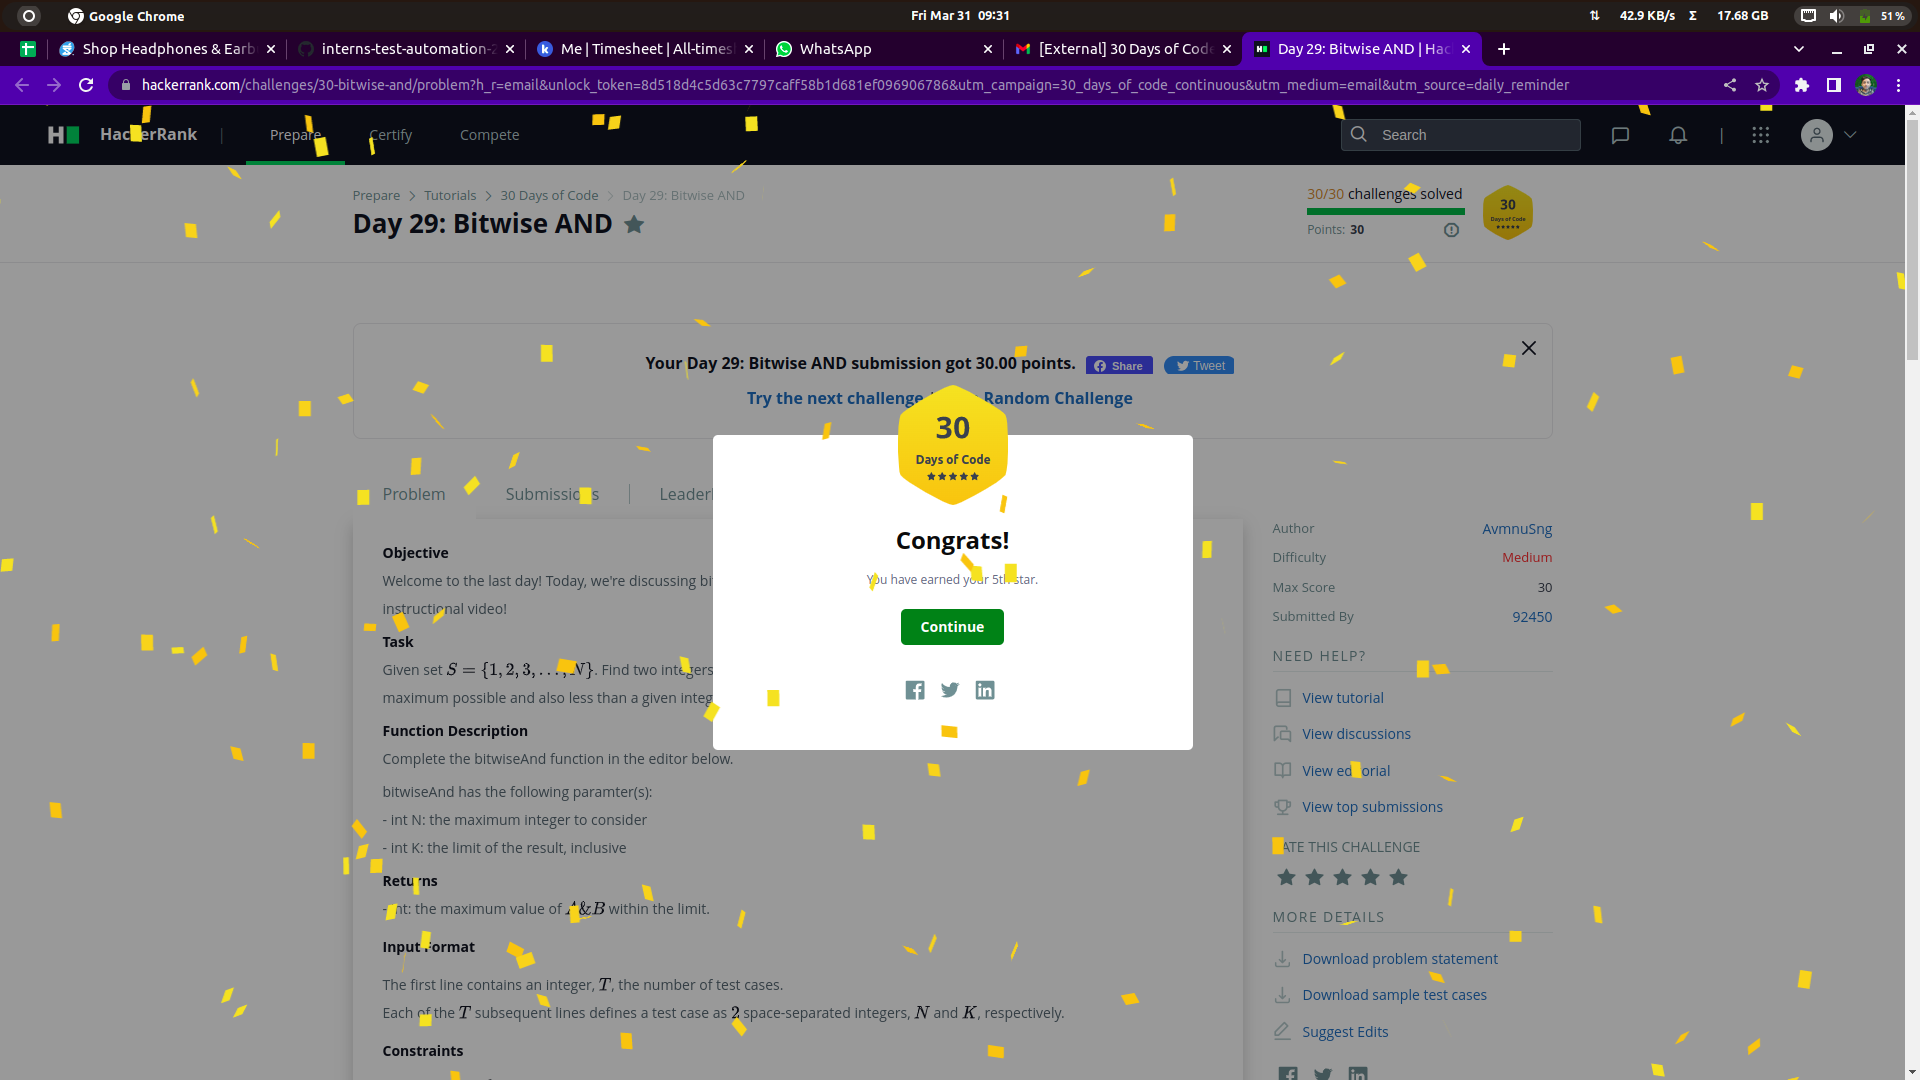 Google Chrome
Fri Mar 31 09:31
42.9 KB/s Σ 17.68 GB
51 %
Shop Headphones & Earb
interns-test-automation-2
Me | Timesheet | All-times
WhatsApp
[External] 30 Days of Code
Day 29: Bitwise AND | Hac
hackerrank.com/challenges/30-bitwise-and/problem?h_r=email&unlock_token=8d518d4c5d63c7797caff58b1d681ef096906786&utm_campaign=30_days_of_code_continuous&utm_medium=email&utm_source=daily_reminder
HackerRank | Prepare Certify Compete
Search
Prepare > Tutorials > 30 Days of Code > Day 29: Bitwise AND
Day 29: Bitwise AND
30/30 challenges solved
Points: 30
30
Days of Code
Your Day 29: Bitwise AND submission got 30.00 points.
Share
Tweet
Try the next challenge
Random Challenge
30
Days of Code
Congrats!
You have earned your 5th star.
Continue
Problem
Submissions
Leader
Objective
Welcome to the last day! Today, we're discussing bi
instructional video!
Task
Given set S = {1, 2, 3, . . . , N}. Find two integers
maximum possible and also less than a given integ
Function Description
Complete the bitwiseAnd function in the editor below.
bitwiseAnd has the following paramter(s):
- int N: the maximum integer to consider
- int K: the limit of the result, inclusive
Returns
- int: the maximum value of A&B within the limit.
Input Format
The first line contains an integer, T, the number of test cases.
Each of the T subsequent lines defines a test case as 2 space-separated integers, N and K, respectively.
Constraints
Author AvmnuSng
Difficulty Medium
Max Score 30
Submitted By 92450
NEED HELP?
View tutorial
View discussions
View editorial
View top submissions
RATE THIS CHALLENGE
MORE DETAILS
Download problem statement
Download sample test cases
Suggest Edits